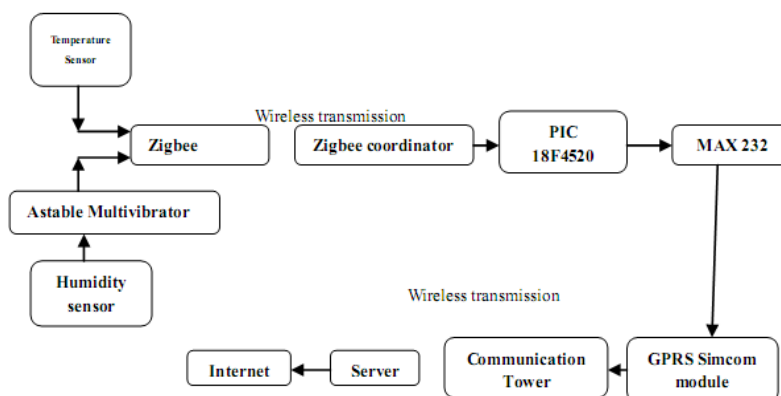 Temperature
Sensor
Wireless transmission
Zigbee
Zigbee coordinator
PIC
18F4520
MAX 232
Astable Multivibrator
Humidity
sensor
Wireless transmission
Internet
Server
Communication
Tower
GPRS Simcom
module